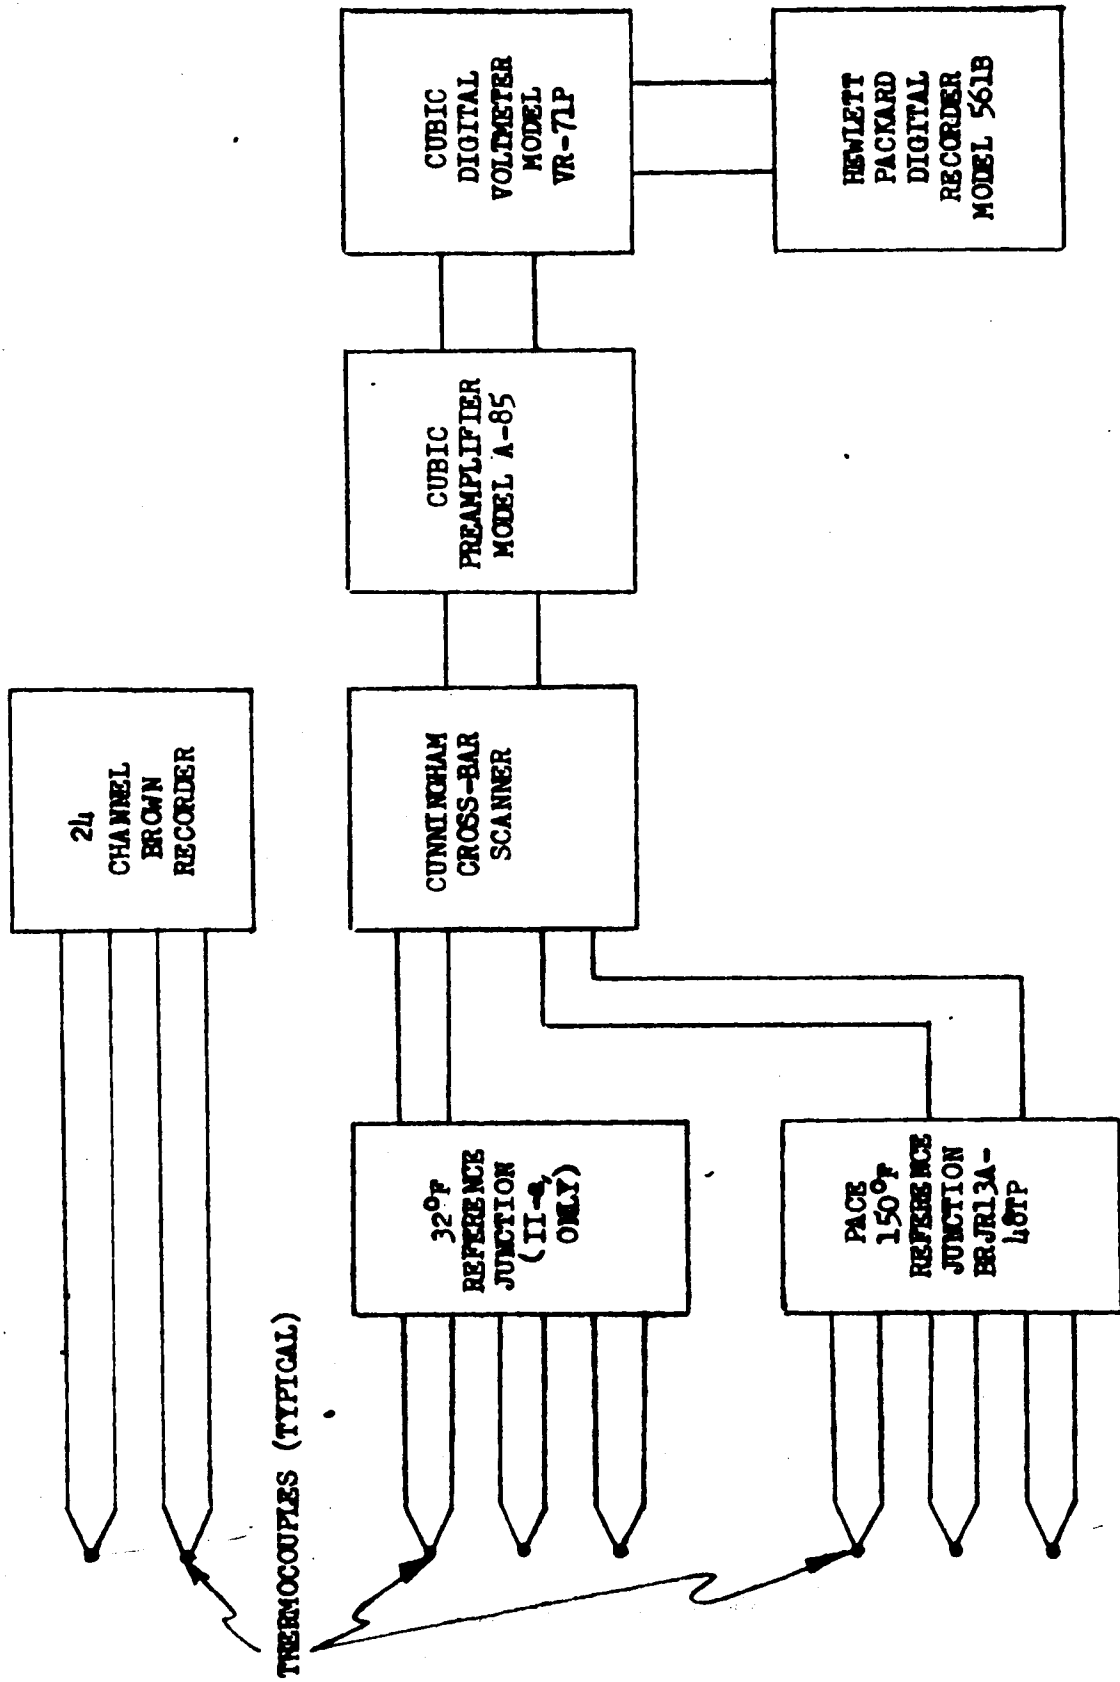 THERMOCOUPLES (TYPICAL)
PACE
150°F
REFERENCE
JUNCTION
BRJR13A-
48TP
32°F
REFERENCE
JUNCTION
(II-a,
ONLY)
24
CHANNEL
BROWN
RECORDER
CUNNINGHAM
CROSS-BAR
SCANNER
CUBIC
PREAMPLIFIER
MODEL A-85
CUBIC
DIGITAL
VOLTMETER
MODEL
VR-71P
HEWLETT
PACKARD
DIGITAL
RECORDER
MODEL 561B